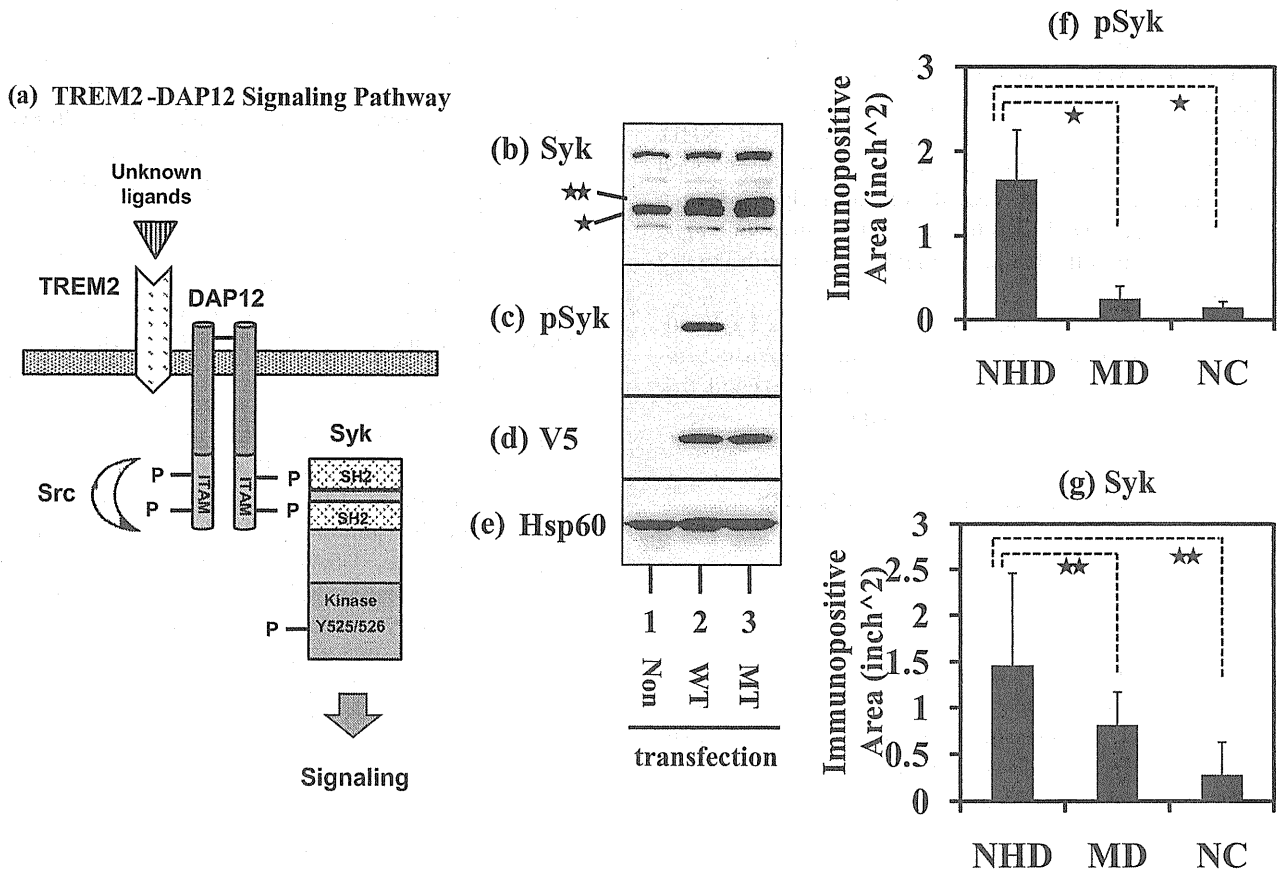 (a) TREM2-DAP12 Signaling Pathway
Unknown
ligands
TREM2
DAP12
Syk
P
P
P
P
ITAM
ITAM
Src
SH2
SH2
Kinase
Y525/526
P
Signaling
(b) Syk
★★
★
(c) pSyk
(d) V5
(e) Hsp60
1 2 3
Non WT MT
transfection
(f) pSyk
Immunopositive
Area (inch^2)
3
2
1
0
★
★
NHD MD NC
(g) Syk
Immunopositive
Area (inch^2)
3
2.5
2
1.5
1
0.5
0
★★
★★
NHD MD NC